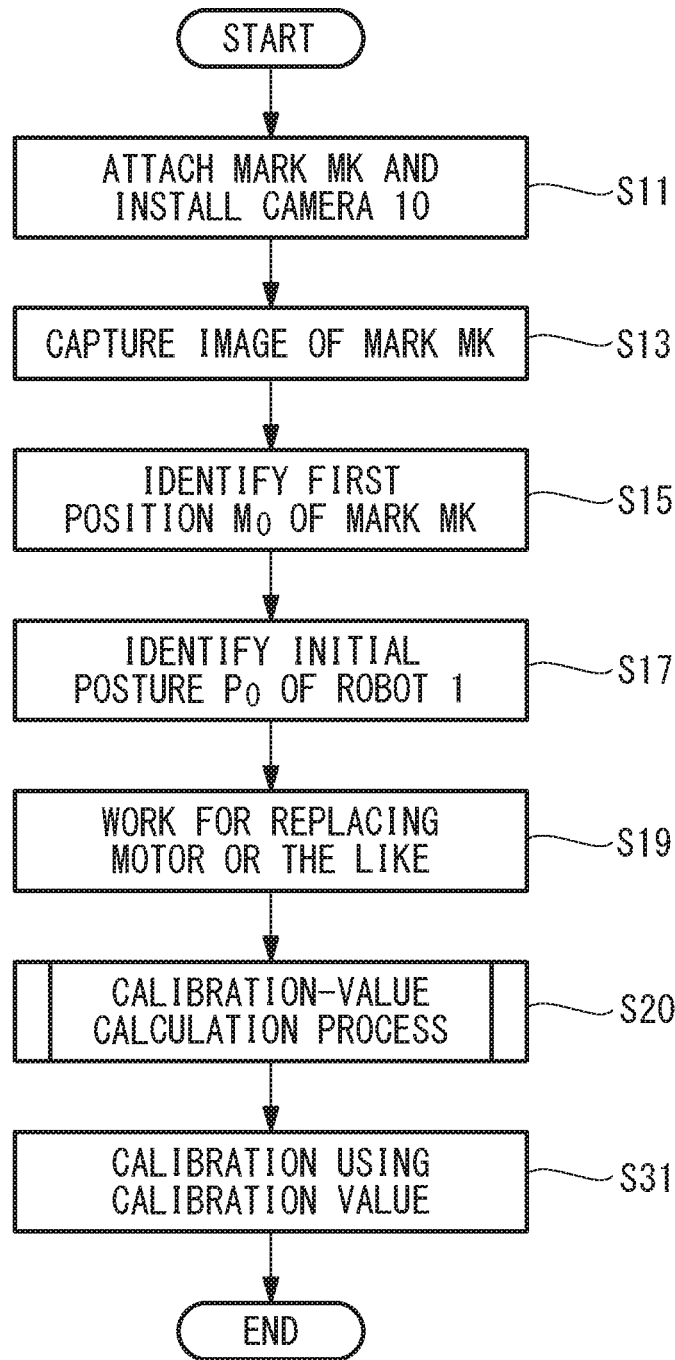 START
ATTACH MARK MK AND
INSTALL CAMERA 10
S11
CAPTURE IMAGE OF MARK MK
S13
IDENTIFY FIRST
POSITION M₀ OF MARK MK
S15
IDENTIFY INITIAL
POSTURE P₀ OF ROBOT 1
S17
WORK FOR REPLACING
MOTOR OR THE LIKE
S19
CALIBRATION-VALUE
CALCULATION PROCESS
S20
CALIBRATION USING
CALIBRATION VALUE
S31
END